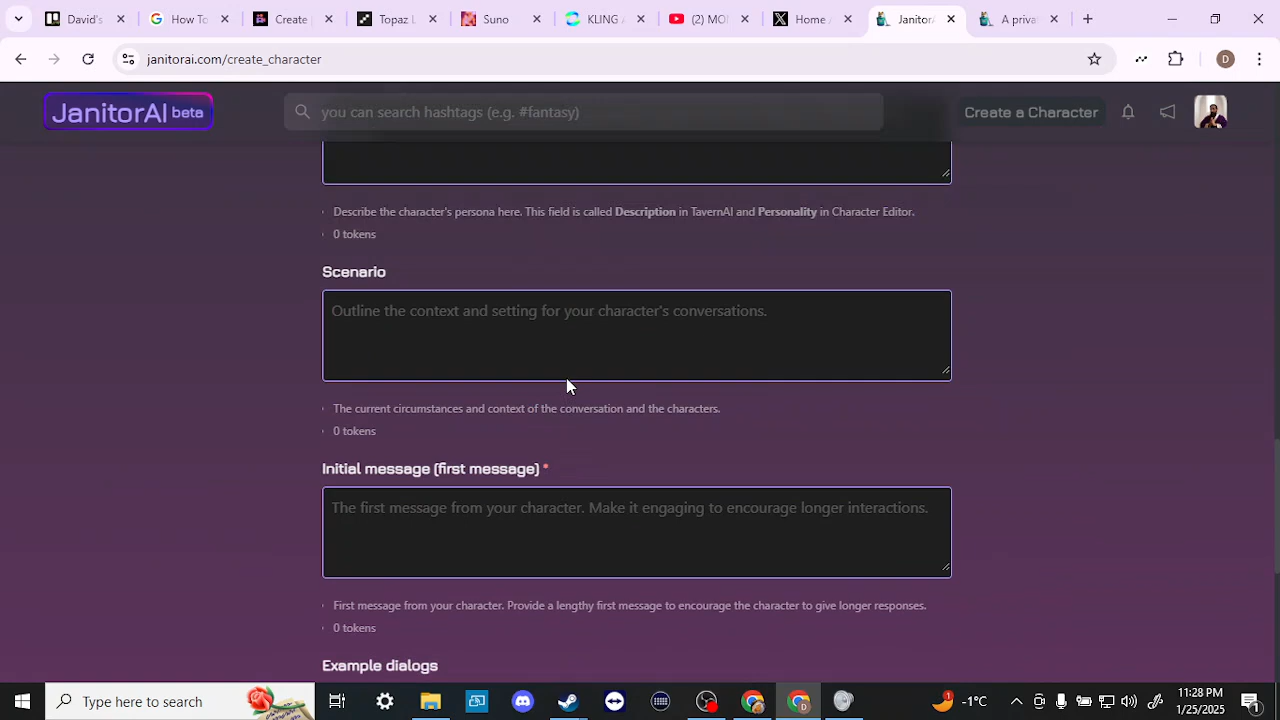 David's
How To
Create
Topaz L
Suno
KLING A
(2) MON
Home
JanitorA
A priva
janitorai.com/create_character
D
JanitorAI beta
you can search hashtags (e.g. #fantasy)
Create a Character
Describe the character's persona here. This field is called Description in TavernAI and Personality in Character Editor.
0 tokens
Scenario
Outline the context and setting for your character's conversations.
The current circumstances and context of the conversation and the characters.
0 tokens
Initial message (first message) *
The first message from your character. Make it engaging to encourage longer interactions.
First message from your character. Provide a lengthy first message to encourage the character to give longer responses.
0 tokens
Example dialogs
Type here to search
-1°C
1:28 PM
1/25/2025